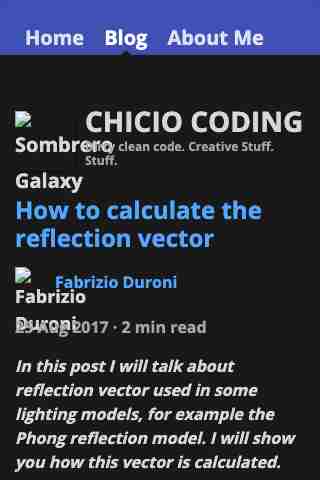 Home Blog About Me
CHICIO CODING
Sombrero
clean code. Creative Stuff.
Stuff.
Galaxy
How to calculate the
reflection vector
Fabrizio Duroni
Fabrizio
Duroni
Aug 2017 · 2 min read
In this post I will talk about
reflection vector used in some
lighting models, for example the
Phong reflection model. I will show
you how this vector is calculated.